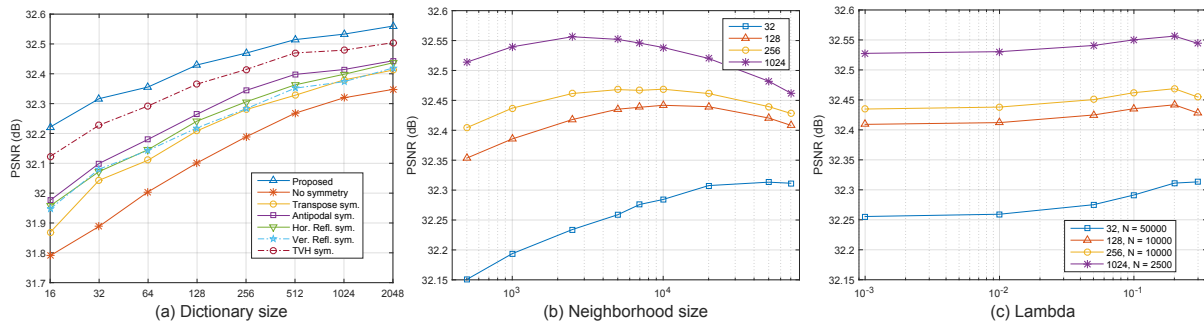 PSNR (dB)
32.6
32.5
32.4
32.3
32.2
32.1
32
31.9
31.8
31.7
16 32 64 128 256 512 1024 2048
Proposed
No symmetry
Transpose sym.
Antipodal sym.
Hor. Refl. sym.
Ver. Refl. sym.
TVH sym.
(a) Dictionary size
PSNR (dB)
32.6
32.55
32.5
32.45
32.4
32.35
32.3
32.25
32.2
32.15
10³ 10⁴
32
128
256
1024
(b) Neighborhood size
PSNR (dB)
32.6
32.55
32.5
32.45
32.4
32.35
32.3
32.25
32.2
32.15
10⁻³ 10⁻² 10⁻¹
32, N = 50000
128, N = 10000
256, N = 10000
1024, N = 2500
(c) Lambda